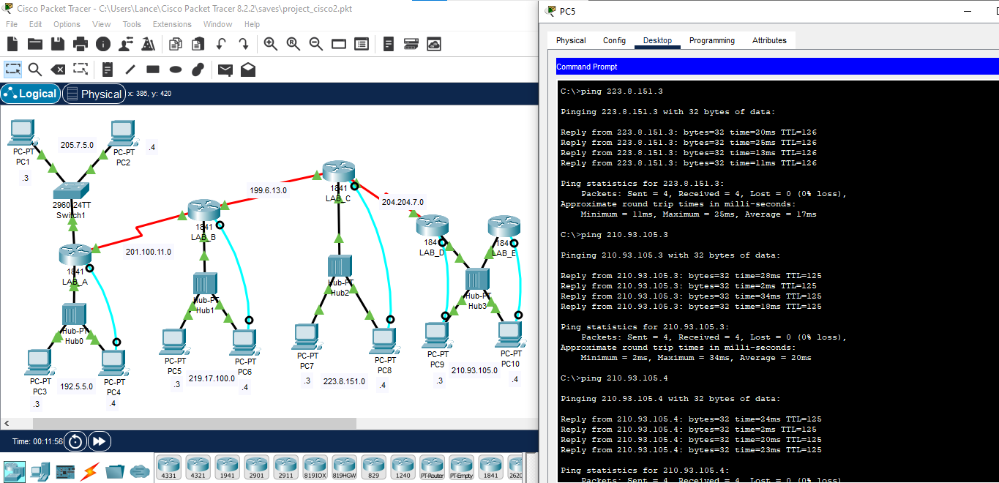 Cisco Packet Tracer - C:\Users\Lance\Cisco Packet Tracer 8.2.2\saves\project_cisco2.pkt
File Edit Options View Tools Extensions Window Help
Logical Physical x: 386, y: 420
PC-PT
PC1
.3
205.7.5.0
PC-PT
PC2
.4
2960-24TT
Switch1
1841
LAB_A
201.100.11.0
Hub-PT
Hub0
PC-PT
PC3
.3
192.5.5.0
PC-PT
PC4
.4
199.6.13.0
1841
LAB_B
Hub-PT
Hub1
PC-PT
PC5
.3
219.17.100.0
PC-PT
PC6
.4
1841
LAB_C
204.204.7.0
Hub-PT
Hub2
PC-PT
PC7
.3
223.8.151.0
PC-PT
PC8
.4
1841
LAB_D
1841
LAB_E
Hub-PT
Hub3
PC-PT
PC9
.3
210.93.105.0
PC-PT
PC10
.4
Time: 00:11:56
4331 4321 1941 2901 2911 819IOX 819HGW 829 1240 PT-Router PT-Empty 1841 2620
PC5
Physical Config Desktop Programming Attributes
Command Prompt
C:\>ping 223.8.151.3
Pinging 223.8.151.3 with 32 bytes of data:
Reply from 223.8.151.3: bytes=32 time=20ms TTL=126
Reply from 223.8.151.3: bytes=32 time=25ms TTL=126
Reply from 223.8.151.3: bytes=32 time=13ms TTL=126
Reply from 223.8.151.3: bytes=32 time=11ms TTL=126
Ping statistics for 223.8.151.3:
Packets: Sent = 4, Received = 4, Lost = 0 (0% loss),
Approximate round trip times in milli-seconds:
Minimum = 11ms, Maximum = 25ms, Average = 17ms
C:\>ping 210.93.105.3
Pinging 210.93.105.3 with 32 bytes of data:
Reply from 210.93.105.3: bytes=32 time=28ms TTL=125
Reply from 210.93.105.3: bytes=32 time=2ms TTL=125
Reply from 210.93.105.3: bytes=32 time=34ms TTL=125
Reply from 210.93.105.3: bytes=32 time=18ms TTL=125
Ping statistics for 210.93.105.3:
Packets: Sent = 4, Received = 4, Lost = 0 (0% loss),
Approximate round trip times in milli-seconds:
Minimum = 2ms, Maximum = 34ms, Average = 20ms
C:\>ping 210.93.105.4
Pinging 210.93.105.4 with 32 bytes of data:
Reply from 210.93.105.4: bytes=32 time=24ms TTL=125
Reply from 210.93.105.4: bytes=32 time=2ms TTL=125
Reply from 210.93.105.4: bytes=32 time=20ms TTL=125
Reply from 210.93.105.4: bytes=32 time=23ms TTL=125
Ping statistics for 210.93.105.4:
Packets: Sent = 4, Received = 4, Lost = 0 (0% loss),